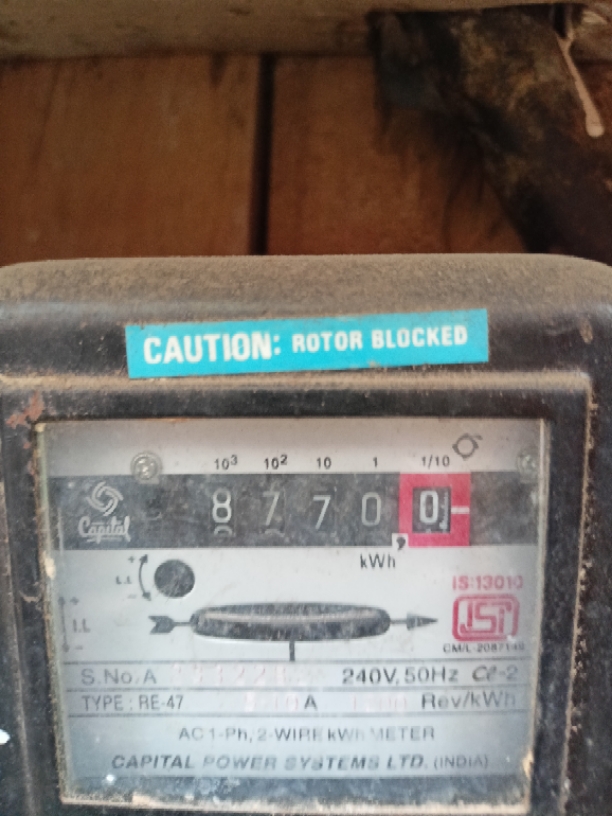 CAUTION: ROTOR BLOCKED
10³ 10² 10 1 1/10
Capital
8 7 7 0 0
kWh
I.L
IS:13010
ISI
I.L
CM/L-2087149
S.No. A 240V, 50Hz Cℓ-2
TYPE : RE-47 A Rev/kWh
AC 1-Ph, 2-WIRE kWh METER
CAPITAL POWER SYSTEMS LTD. (INDIA)